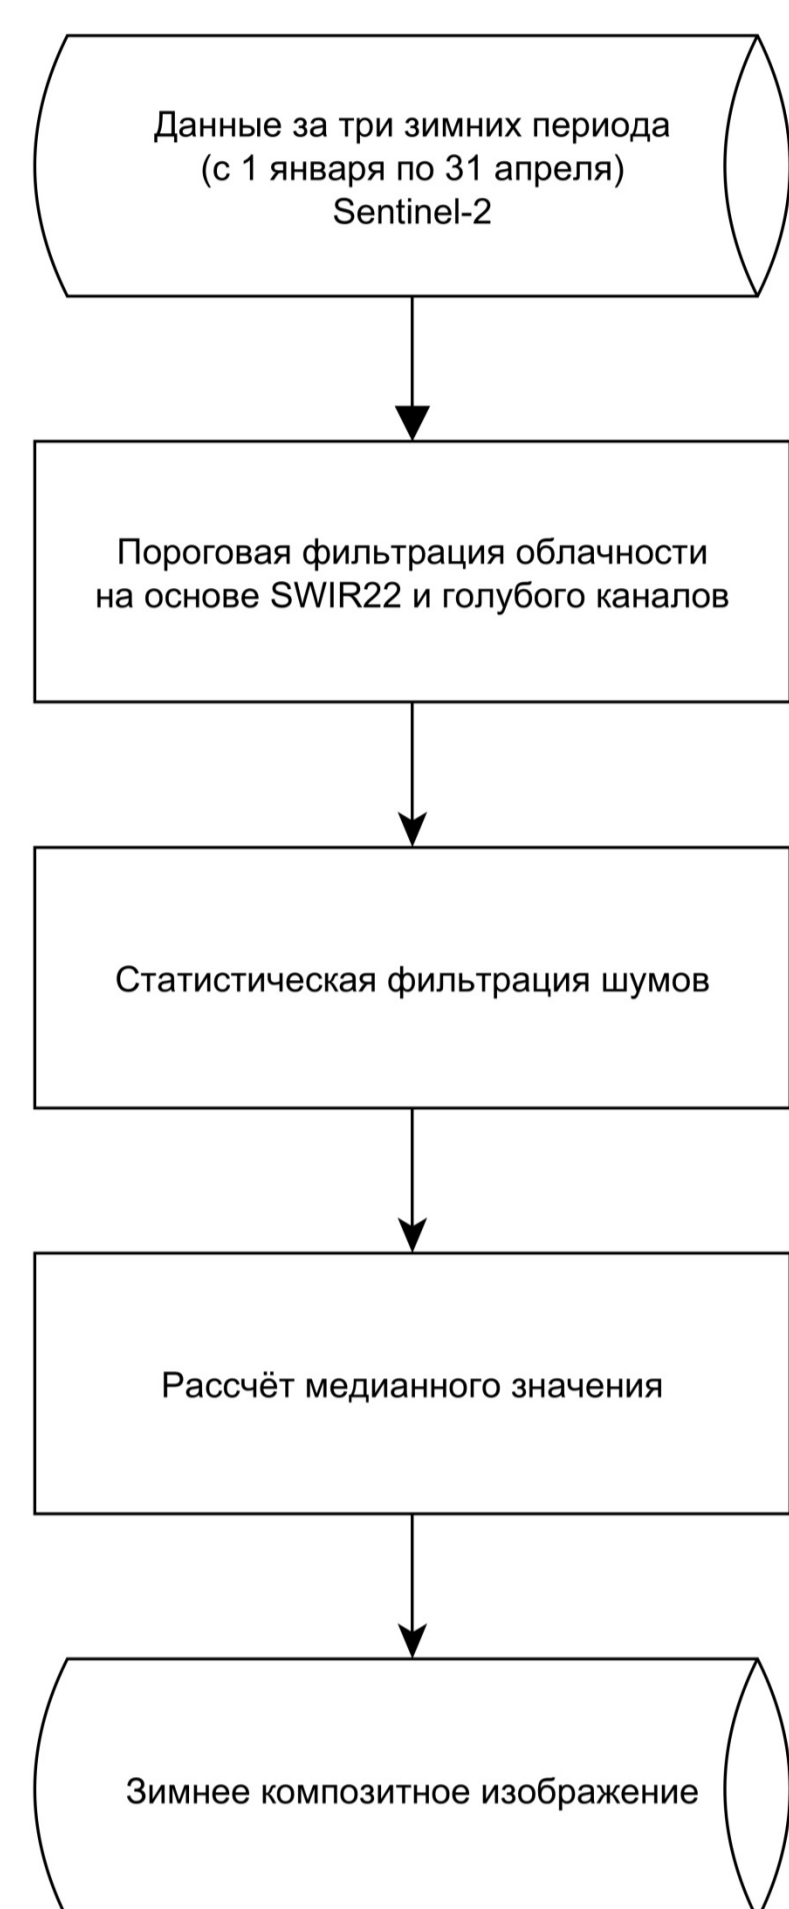 Данные за три зимних периода
(с 1 января по 31 апреля)
Sentinel-2
Пороговая фильтрация облачности
на основе SWIR22 и голубого каналов
Статистическая фильтрация шумов
Рассчёт медианного значения
Зимнее композитное изображение